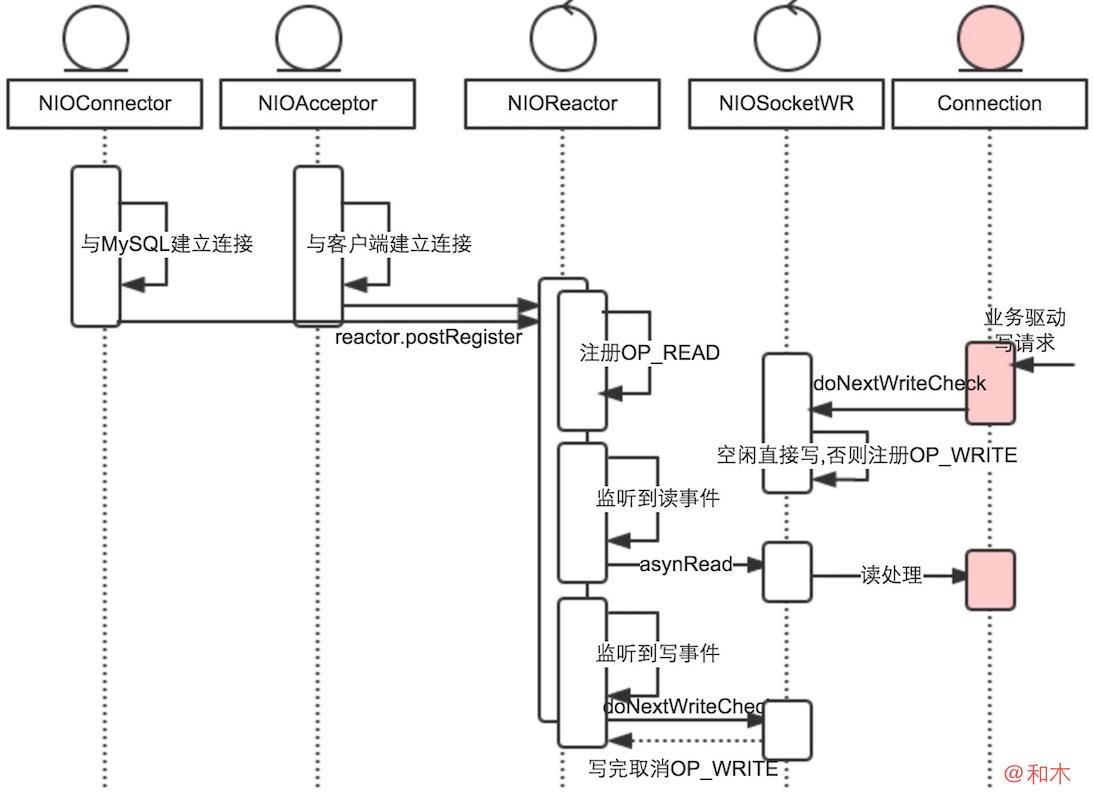 NIOConnector
NIOAcceptor
NIOReactor
NIOSocketWR
Connection
与MySQL建立连接
与客户端建立连接
reactor.postRegister
注册OP_READ
业务驱动
写请求
doNextWriteCheck
空闲直接写,否则注册OP_WRITE
监听到读事件
asynRead
读处理
监听到写事件
doNextWriteChec
写完取消OP_WRITE
@和木